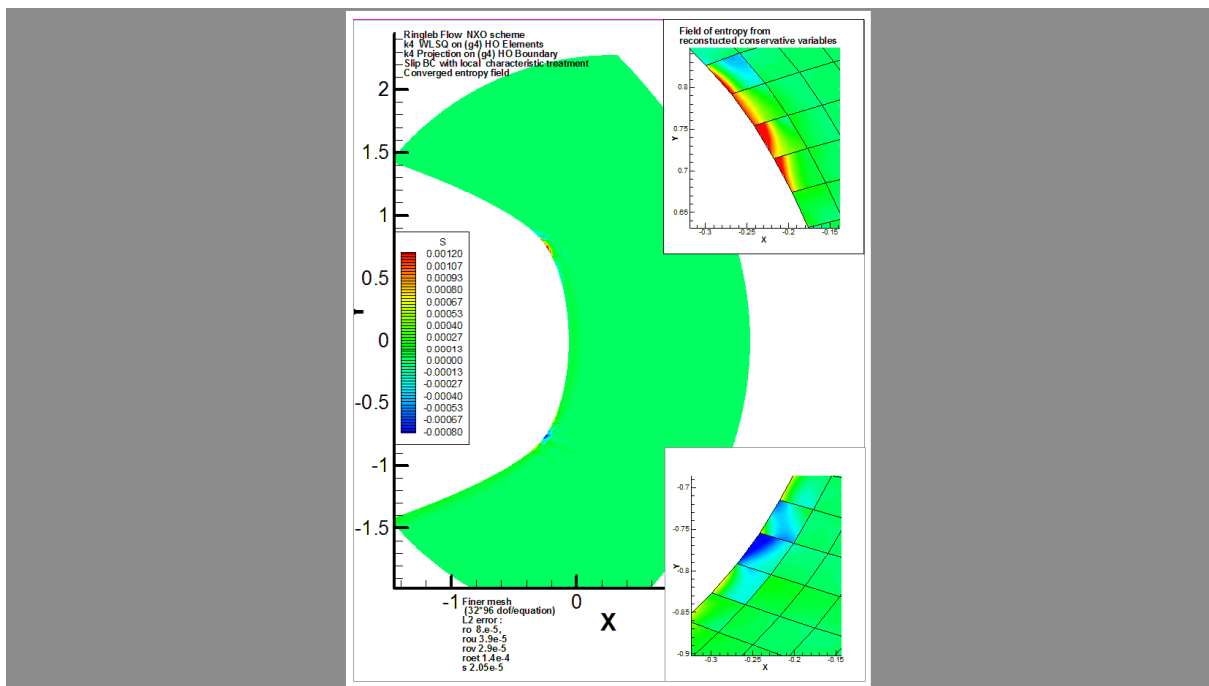 Ringleb Flow NXO scheme
k4 WLSQ on (g4) HO Elements
k4 Projection on (g4) HO Boundary
Slip BC with local characteristic treatment
Converged entropy field
Field of entropy from
reconstucted conservative variables
0.8
0.75
0.7
0.65
Y
-0.3
-0.25
-0.2
-0.15
X
2
1.5
1
0.5
0
-0.5
-1
-1.5
S
0.00120
0.00107
0.00093
0.00080
0.00067
0.00053
0.00040
0.00027
0.00013
0.00000
-0.00013
-0.00027
-0.00040
-0.00053
-0.00067
-0.00080
-1
0
X
-0.7
-0.75
-0.8
-0.85
-0.9
Y
-0.3
-0.25
-0.2
-0.15
X
Finer mesh
(32*96 dof/equation)
L2 error :
ro 8.e-5,
rou 3.9e-5
rov 2.9e-5
roet 1.4e-4
s 2.05e-5